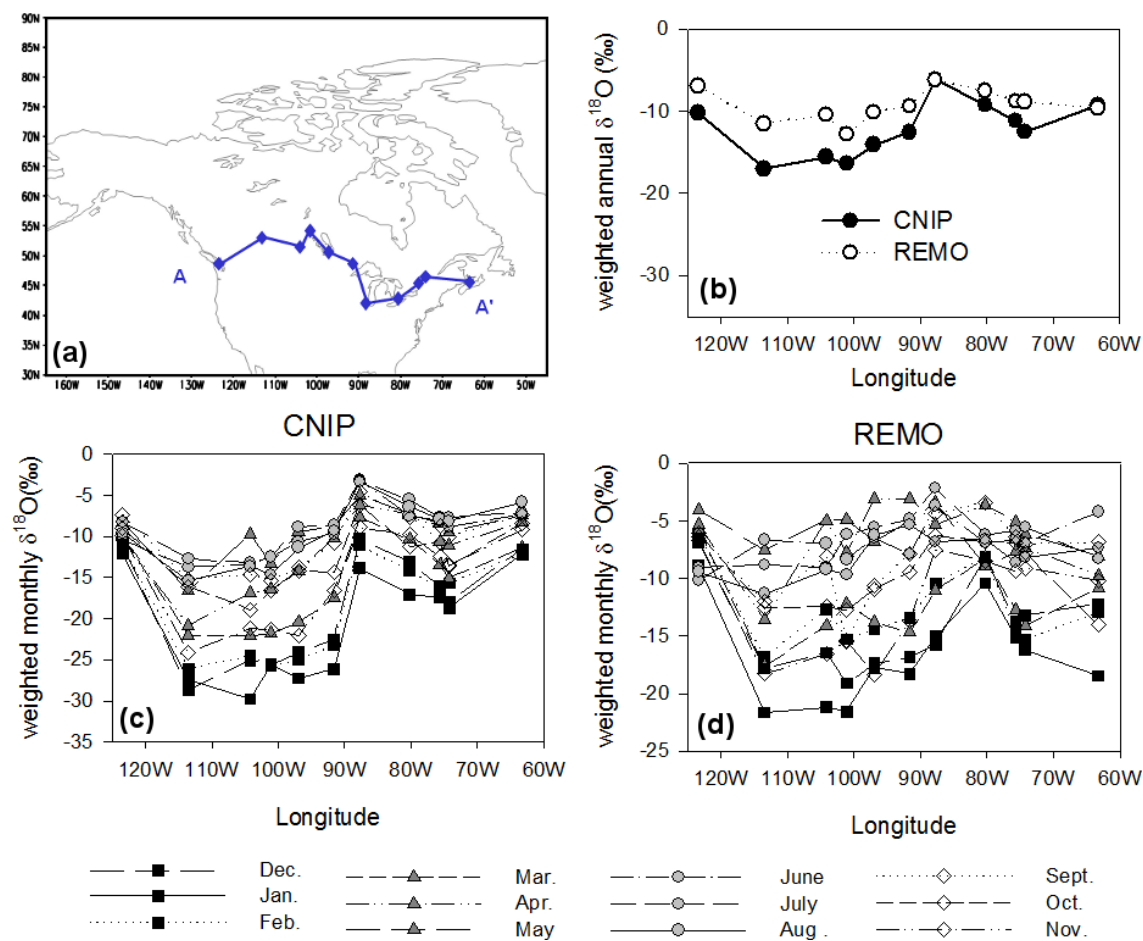 90N
85N
80N
75N
70N
65N
60N
55N
50N
45N
40N
35N
30N
A
A'
(a)
160W 150W 140W 130W 120W 110W 100W 90W 80W 70W 60W 50W
weighted annual δ18O (‰)
0
-10
-20
-30
CNIP
REMO
(b)
120W 110W 100W 90W 80W 70W 60W
Longitude
CNIP
weighted monthly δ18O(‰)
0
-5
-10
-15
-20
-25
-30
-35
(c)
120W 110W 100W 90W 80W 70W 60W
Longitude
REMO
weighted monthly δ18O(‰)
0
-5
-10
-15
-20
-25
(d)
120W 110W 100W 90W 80W 70W 60W
Longitude
Dec.
Jan.
Feb.
Mar.
Apr.
May
June
July
Aug .
Sept.
Oct.
Nov.